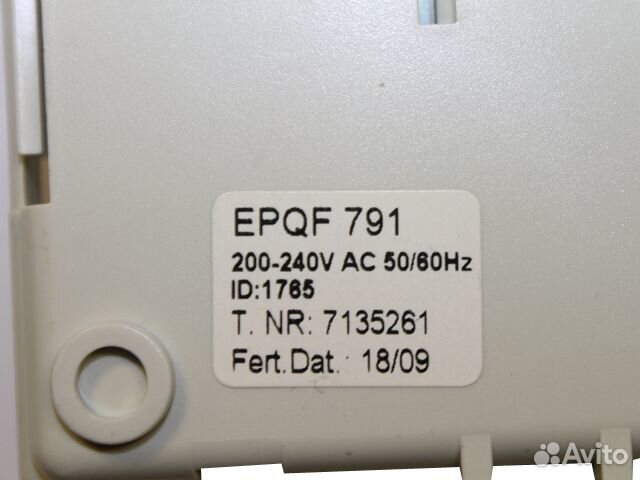 EPQF 791
200-240V AC 50/60Hz
ID:1765
T. NR: 7135261
Fert.Dat. : 18/09
Avito